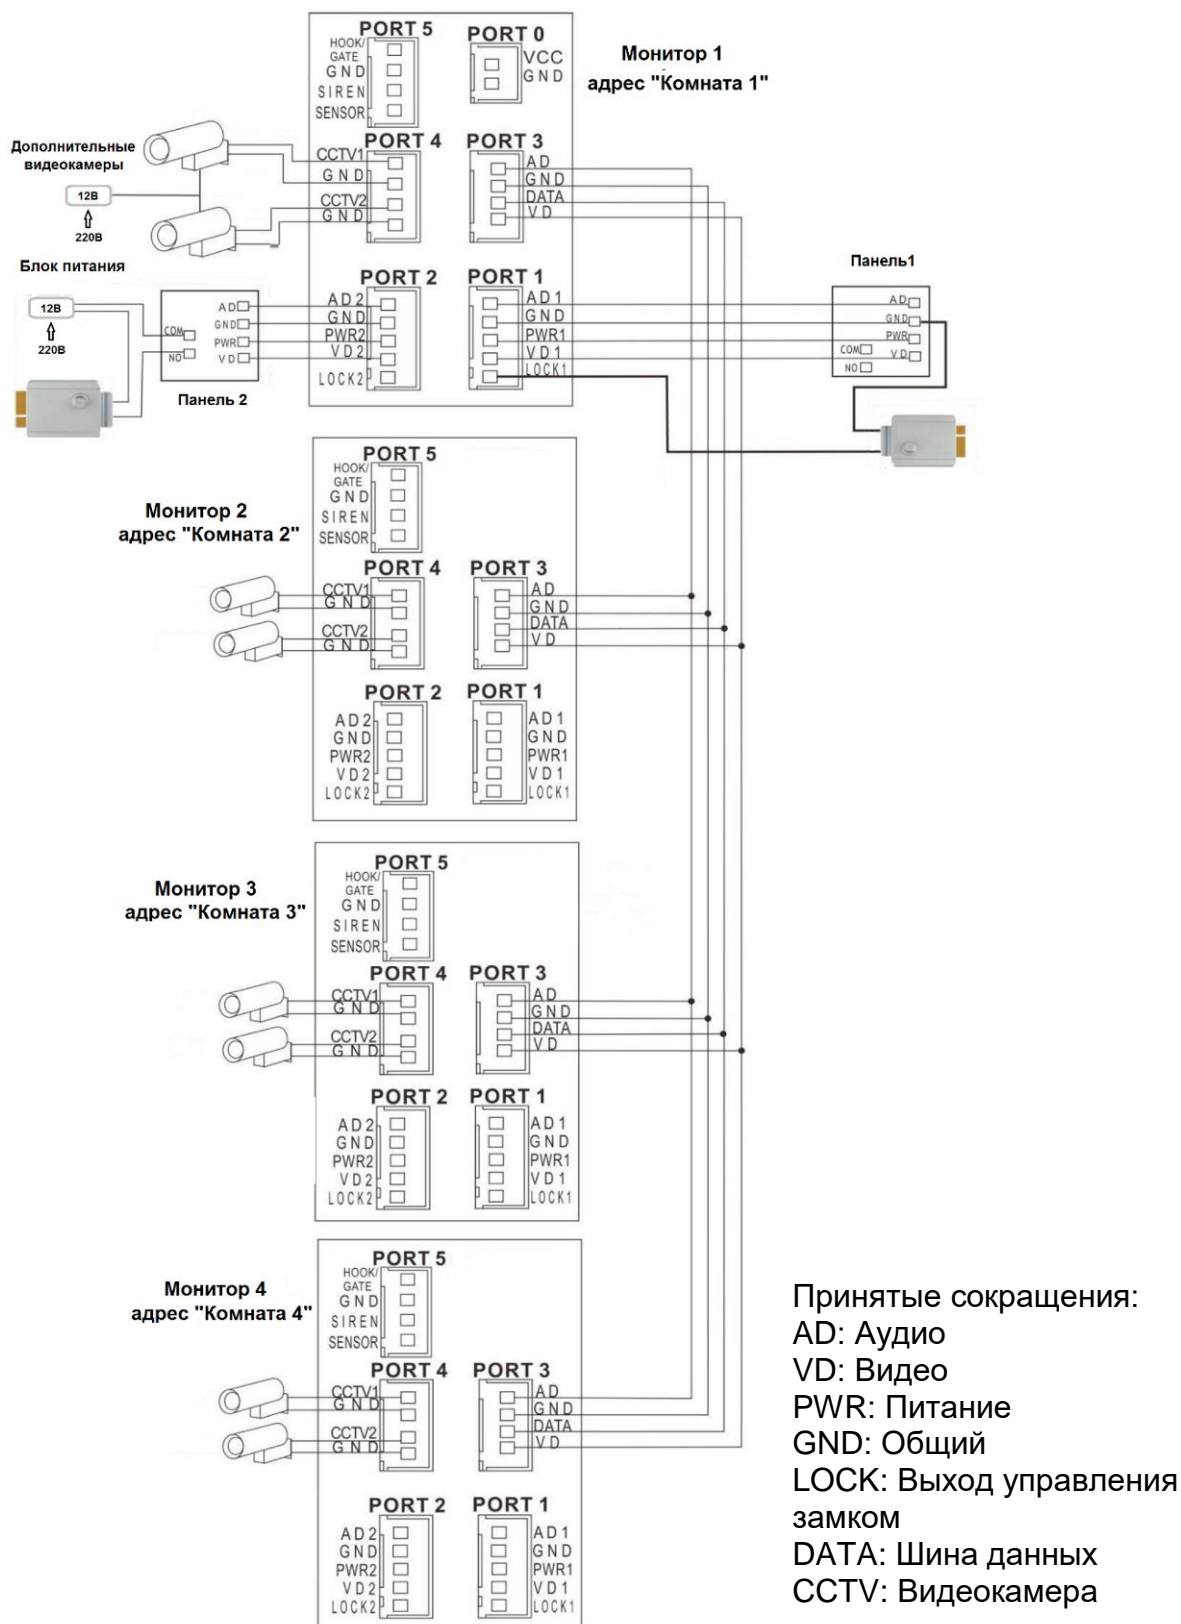 PORT 5
HOOK/
GATE
GND
SIREN
SENSOR
PORT 0
VCC
GND
Монитор 1
адрес "Комната 1"
Дополнительные
видеокамеры
12В
220В
PORT 4
CCTV1
GND
CCTV2
GND
PORT 3
AD
GND
DATA
VD
Блок питания
12В
220В
COM
NO
AD
GND
PWR
VD
Панель 2
PORT 2
AD2
GND
PWR2
VD2
LOCK2
PORT 1
AD1
GND
PWR1
VD1
LOCK1
Панель1
AD
GND
PWR
COM
VD
NO
Монитор 2
адрес "Комната 2"
PORT 5
HOOK/
GATE
GND
SIREN
SENSOR
PORT 4
CCTV1
GND
CCTV2
GND
PORT 3
AD
GND
DATA
VD
PORT 2
AD2
GND
PWR2
VD2
LOCK2
PORT 1
AD1
GND
PWR1
VD1
LOCK1
Монитор 3
адрес "Комната 3"
PORT 5
HOOK/
GATE
GND
SIREN
SENSOR
PORT 4
CCTV1
GND
CCTV2
GND
PORT 3
AD
GND
DATA
VD
PORT 2
AD2
GND
PWR2
VD2
LOCK2
PORT 1
AD1
GND
PWR1
VD1
LOCK1
Монитор 4
адрес "Комната 4"
PORT 5
HOOK/
GATE
GND
SIREN
SENSOR
PORT 4
CCTV1
GND
CCTV2
GND
PORT 3
AD
GND
DATA
VD
PORT 2
AD2
GND
PWR2
VD2
LOCK2
PORT 1
AD1
GND
PWR1
VD1
LOCK1
Принятые сокращения:
AD: Аудио
VD: Видео
PWR: Питание
GND: Общий
LOCK: Выход управления
замком
DATA: Шина данных
CCTV: Видеокамера